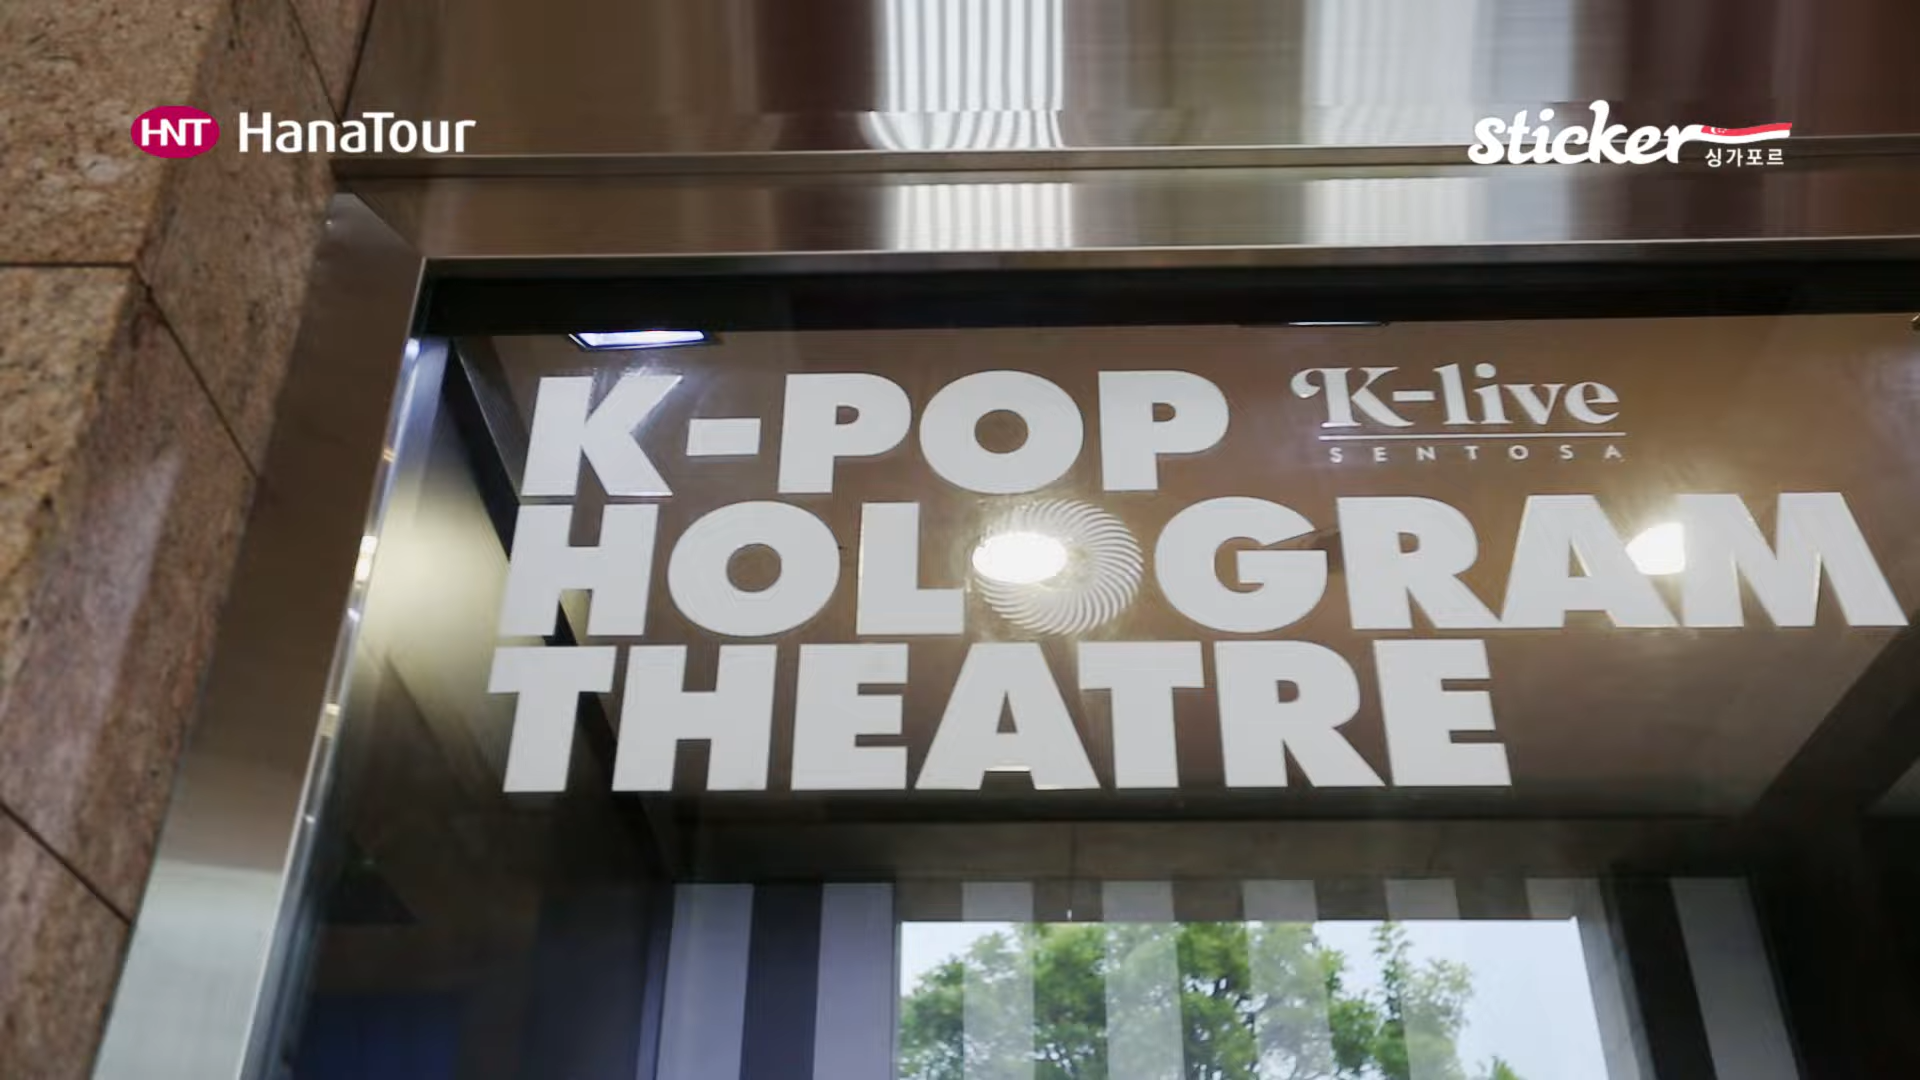 HNT HanaTour
sticker 싱가포르
K-POP
K-live
SENTOSA
HOLOGRAM
THEATRE